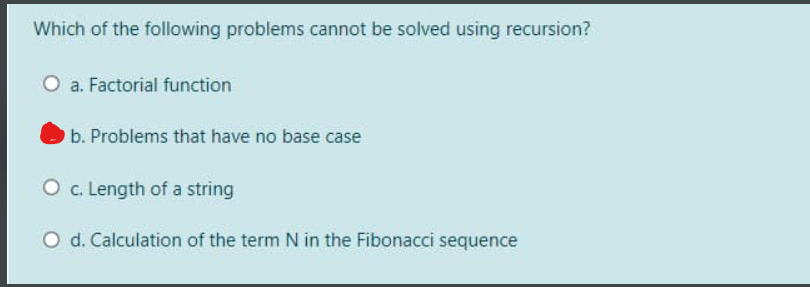 Which of the following problems cannot be solved using recursion?
a. Factorial function
b. Problems that have no base case
c. Length of a string
d. Calculation of the term N in the Fibonacci sequence